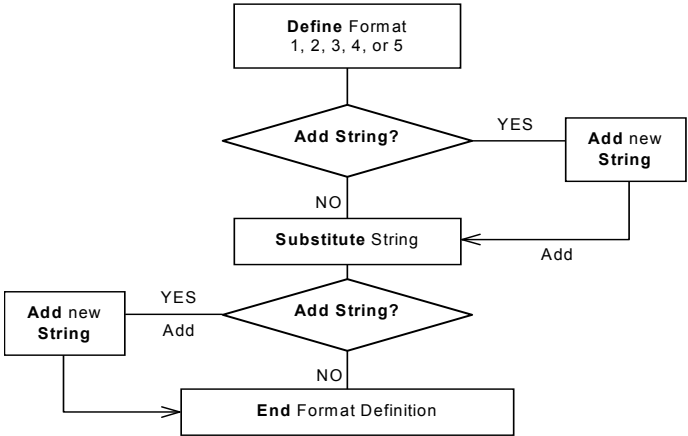 Define Format
1, 2, 3, 4, or 5
Add String?
YES
Add new
String
NO
Substitute String
Add
Add String?
YES
Add
Add new
String
NO
End Format Definition